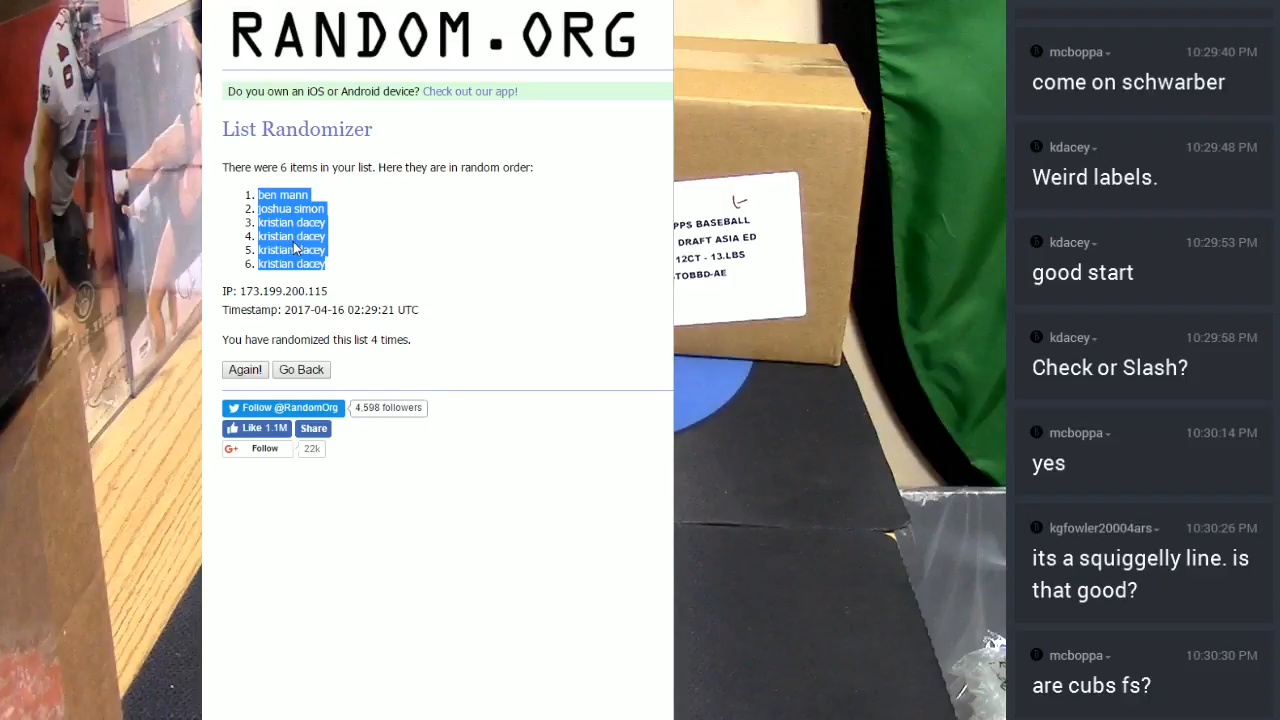 RANDOM.ORG
Do you own an iOS or Android device? Check out our app!
List Randomizer
There were 6 items in your list. Here they are in random order:
1. ben mann
2. joshua simon
3. kristian dacey
4. kristian dacey
5. kristian dacey
6. kristian dacey
IP: 173.199.200.115
Timestamp: 2017-04-16 02:29:21 UTC
You have randomized this list 4 times.
Again! Go Back
Follow @RandomOrg 4,598 followers
Like 1.1M Share
G+ Follow 22k
PPS BASEBALL
DRAFT ASIA ED
12CT - 13.LBS
TOBBD-AE
mcboppa 10:29:40 PM
come on schwarber
kdacey 10:29:48 PM
Weird labels.
kdacey 10:29:53 PM
good start
kdacey 10:29:58 PM
Check or Slash?
mcboppa 10:30:14 PM
yes
kgfowler20004ars 10:30:26 PM
its a squiggelly line. is
that good?
mcboppa 10:30:30 PM
are cubs fs?